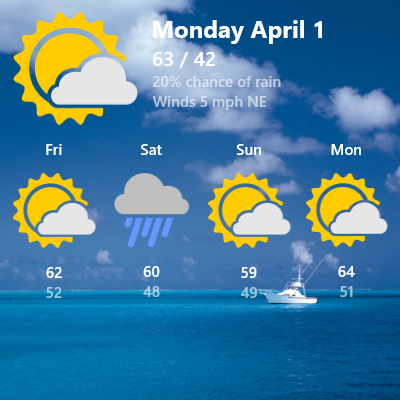 Monday April 1
63 / 42
20% chance of rain
Winds 5 mph NE
Fri Sat Sun Mon
62 60 59 64
52 48 49 51